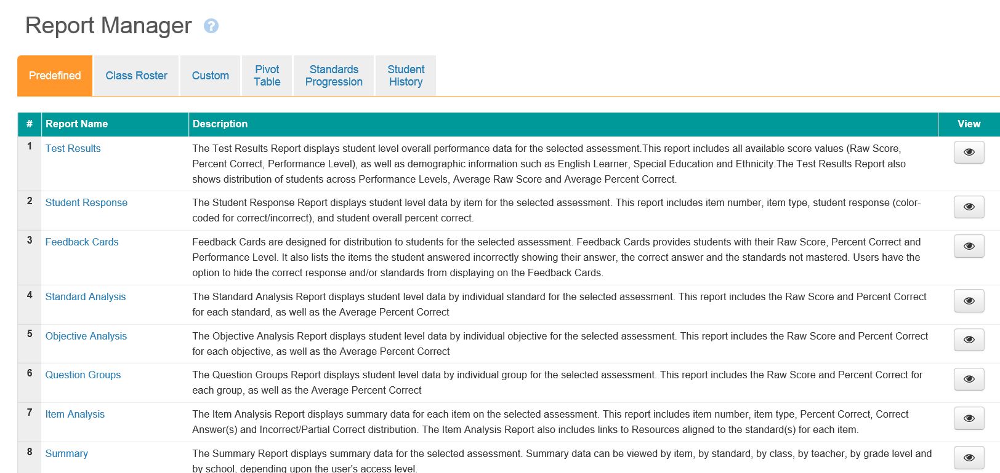 Report Manager ?
Predefined
Class Roster
Custom
Pivot
Table
Standards
Progression
Student
History
# Report Name Description View
1 Test Results The Test Results Report displays student level overall performance data for the selected assessment.This report includes all available score values (Raw Score,
Percent Correct, Performance Level), as well as demographic information such as English Learner, Special Education and Ethnicity.The Test Results Report also
shows distribution of students across Performance Levels, Average Raw Score and Average Percent Correct.
2 Student Response The Student Response Report displays student level data by item for the selected assessment. This report includes item number, item type, student response (color-
coded for correct/incorrect), and student overall percent correct.
3 Feedback Cards Feedback Cards are designed for distribution to students for the selected assessment. Feedback Cards provides students with their Raw Score, Percent Correct and
Performance Level. It also lists the items the student answered incorrectly showing their answer, the correct answer and the standards not mastered. Users have the
option to hide the correct response and/or standards from displaying on the Feedback Cards.
4 Standard Analysis The Standard Analysis Report displays student level data by individual standard for the selected assessment. This report includes the Raw Score and Percent Correct
for each standard, as well as the Average Percent Correct
5 Objective Analysis The Objective Analysis Report displays student level data by individual objective for the selected assessment. This report includes the Raw Score and Percent Correct
for each objective, as well as the Average Percent Correct
6 Question Groups The Question Groups Report displays student level data by individual group for the selected assessment. This report includes the Raw Score and Percent Correct for
each group, as well as the Average Percent Correct
7 Item Analysis The Item Analysis Report displays summary data for each item on the selected assessment. This report includes item number, item type, Percent Correct, Correct
Answer(s) and Incorrect/Partial Correct distribution. The Item Analysis Report also includes links to Resources aligned to the standard(s) for each item.
8 Summary The Summary Report displays summary data for the selected assessment. Summary data can be viewed by item, by standard, by class, by teacher, by grade level and
by school, depending upon the user's access level.